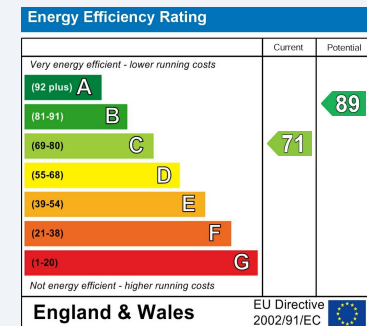 Energy Efficiency Rating
Current Potential
Very energy efficient - lower running costs
(92 plus) A
(81-91) B
89
(69-80) C
71
(55-68) D
(39-54) E
(21-38) F
(1-20) G
Not energy efficient - higher running costs
England & Wales
EU Directive
2002/91/EC